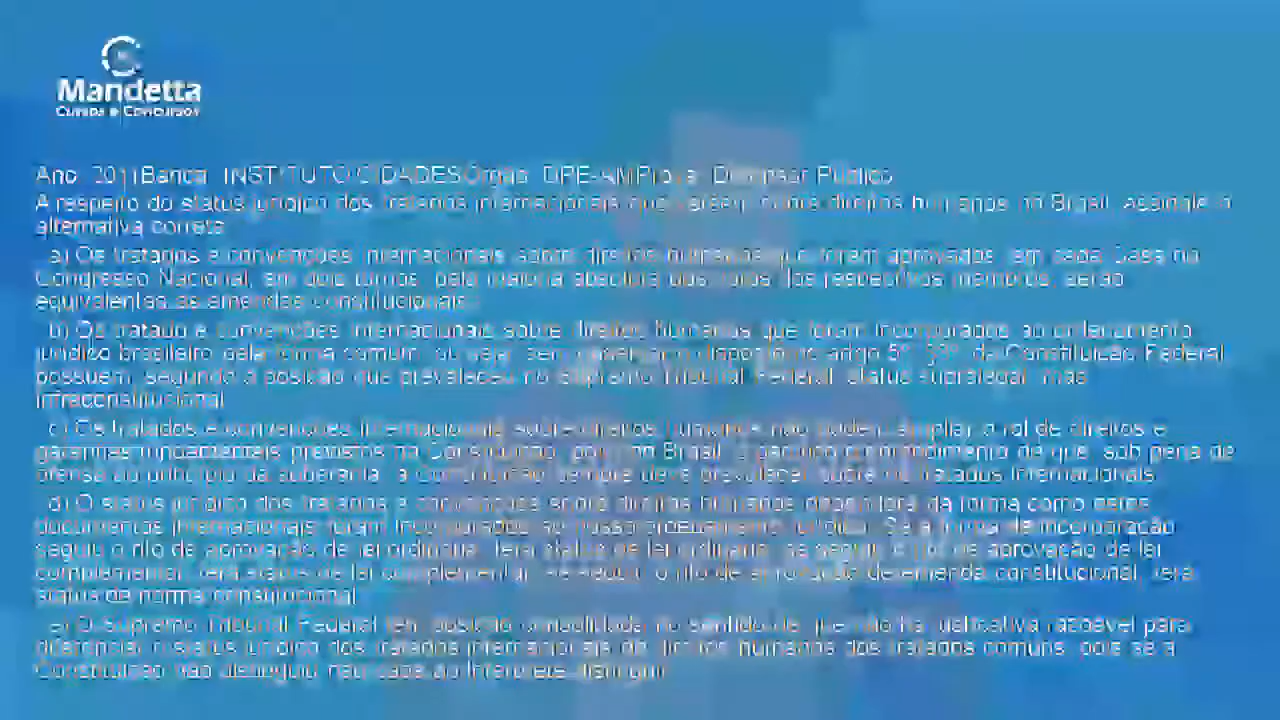 Mandetta
Cursos e Concursos
Ano: 2011 Banca: INSTITUTO CIDADES Órgão: DPE-AM Prova: Defensor Público
A respeito do status jurídico dos tratados internacionais que versem sobre direitos humanos no Brasil, assinale a
alternativa correta:
a) Os tratados e convenções internacionais sobre direitos humanos que forem aprovados, em cada Casa no
Congresso Nacional, em dois turnos, pela maioria absoluta dos votos dos respectivos membros, serão
equivalentes às emendas constitucionais;
b) Os tratado e convenções internacionais sobre direitos humanos que foram incorporados ao ordenamento
jurídico brasileiro pela forma comum, ou seja, sem observar o disposto no artigo 5º, §3º, da Constituição Federal,
possuem, segundo a posição que prevaleceu no Supremo Tribunal Federal, status supralegal, mas
infraconstitucional
c) Os tratados e convenções internacionais sobre direitos humanos não podem ampliar o rol de direitos e
garantias fundamentais previstos na Constituição, pois no Brasil, é pacífico o entendimento de que, sob pena de
ofensa ao princípio da soberania, a Constituição sempre deve prevalecer sobre os tratados internacionais.
d) O status jurídico dos tratados e convenções sobre direitos humanos dependerá da forma como estes
documentos internacionais foram incorporados ao nosso ordenamento jurídico. Se a forma de incorporação
seguiu o rito de aprovação de lei ordinária, terá status de lei ordinária, se seguiu o rito de aprovação de lei
complementar, terá status de lei complementar, se seguiu o rito de aprovação de emenda constitucional, terá
status de norma constitucional
e) O Supremo Tribunal Federal tem posição consolidada no sentido de que não há justificativa razoável para
diferenciar o status jurídico dos tratados internacionais de direitos humanos dos tratados comuns, pois se a
Constituição não distinguiu, não cabe ao intérprete distinguir